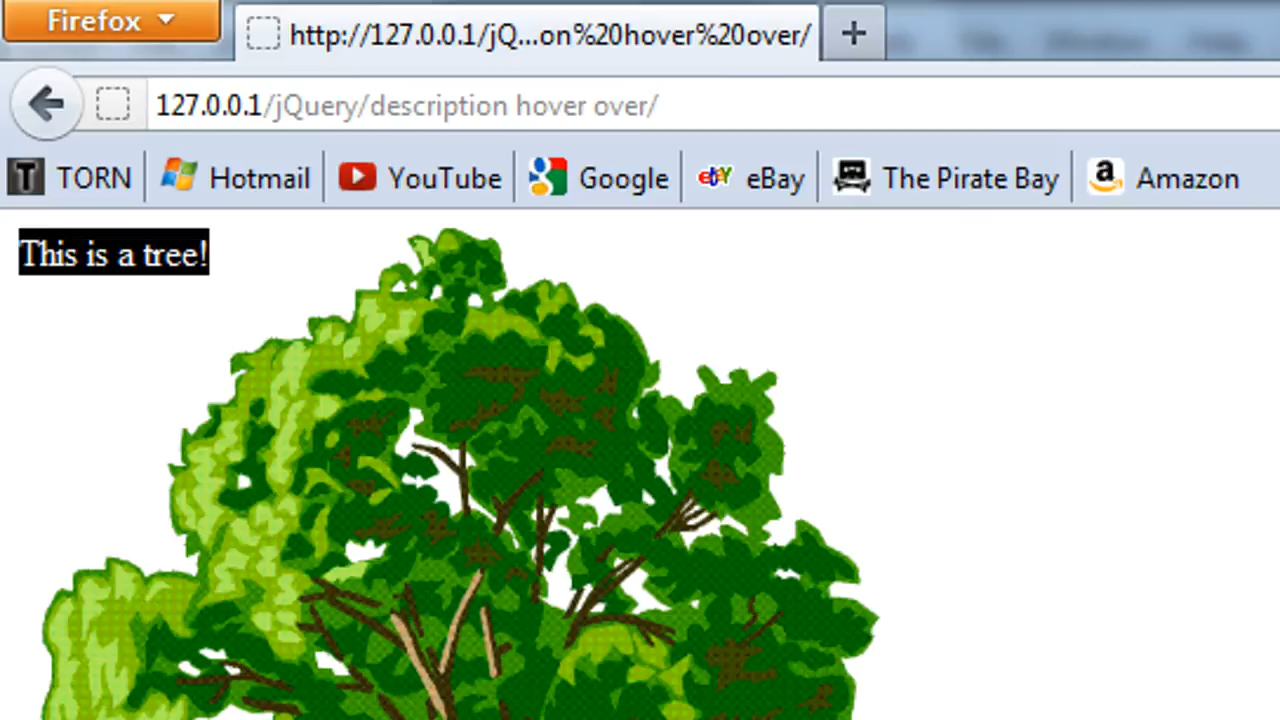 Firefox
http://127.0.0.1/jQ...on%20hover%20over/
127.0.0.1/jQuery/description hover over/
TORN Hotmail YouTube Google eBay The Pirate Bay Amazon
This is a tree!